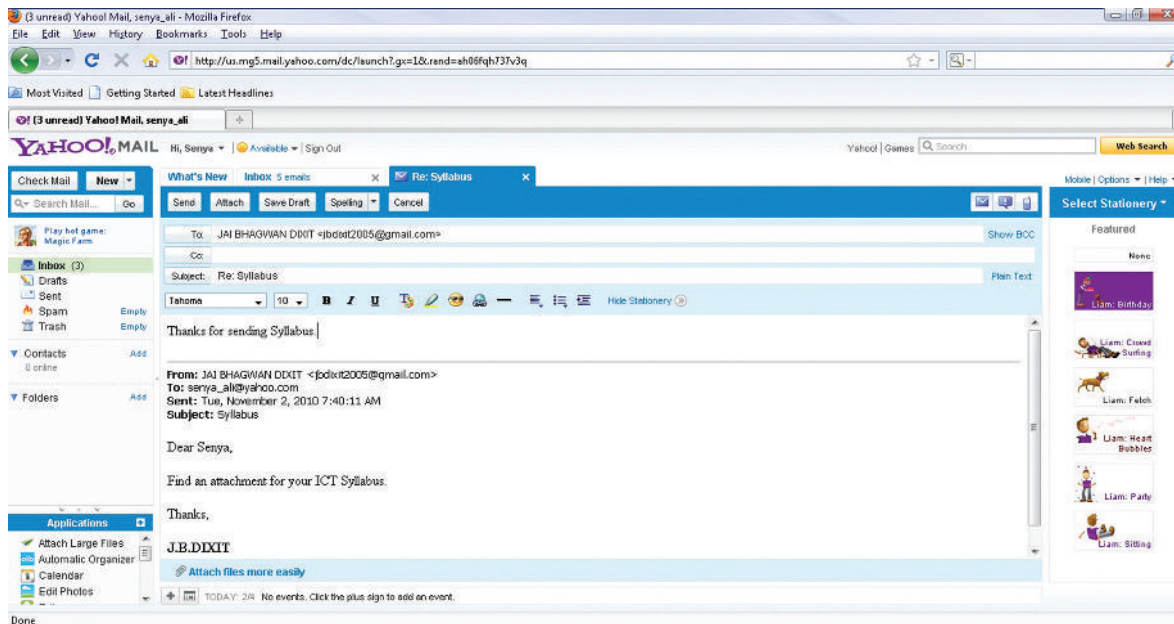 (3 unread) Yahoo! Mail, senya_ali - Mozilla Firefox
File Edit View History Bookmarks Tools Help
http://us.mg5.mail.yahoo.com/dc/launch?.gx=1&.rand=ah06fqh737v3q
Most Visited Getting Started Latest Headlines
(3 unread) Yahoo! Mail, senya_ali
YAHOO! MAIL Hi, Senya Available Sign Out Yahoo! Games Search Web Search
Check Mail New What's New Inbox 5 emails x Re: Syllabus x Mobile | Options | Help
Search Mail... Go Send Attach Save Draft Spelling Cancel Select Stationery
Play hot game: Magic Farm
To: JAI BHAGWAN DIXIT <jbdixit2005@gmail.com> Show BCC
Featured
Cc:
None
Inbox (3)
Subject: Re: Syllabus Plain Text
Drafts
Sent
Tahoma 10 B I U Hide Stationery
Liam: Birthday
Spam Empty
Trash Empty
Thanks for sending Syllabus.
Liam: Crowd Surfing
Contacts Add
0 online
From: JAI BHAGWAN DIXIT <jbdixit2005@gmail.com>
To: senya_ali@yahoo.com
Folders Add
Sent: Tue, November 2, 2010 7:40:11 AM
Liam: Fetch
Subject: Syllabus
Dear Senya,
Liam: Heart Bubbles
Find an attachment for your ICT Syllabus.
Liam: Party
Thanks,
Applications
Attach Large Files
J.B.DIXIT
Liam: Sitting
Automatic Organizer
Calendar
Attach files more easily
Edit Photos
TODAY: 2/4 No events. Click the plus sign to add an event.
Done